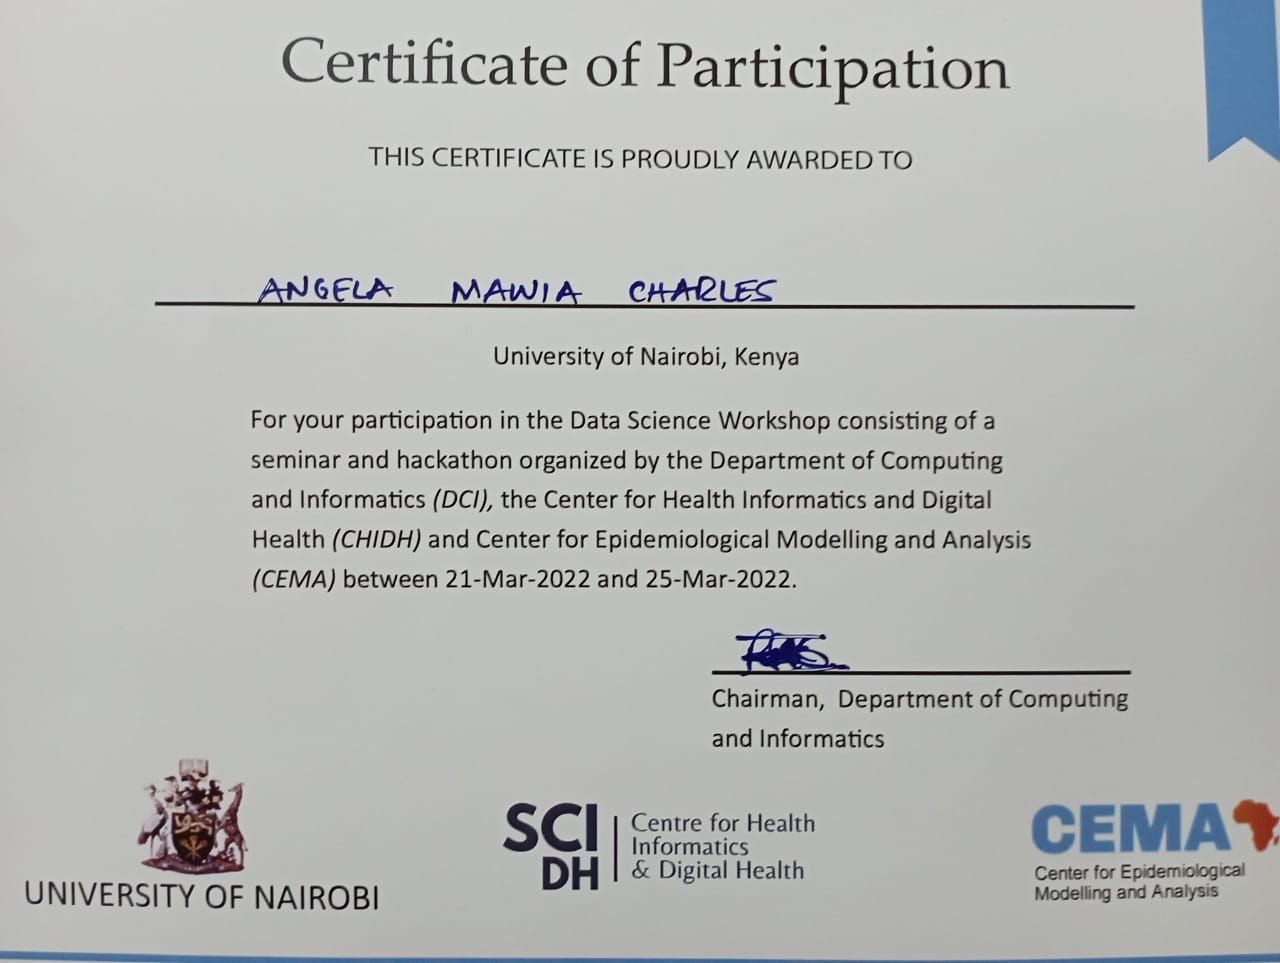 Certificate of Participation
THIS CERTIFICATE IS PROUDLY AWARDED TO
ANGELA MAWIA CHARLES
University of Nairobi, Kenya
For your participation in the Data Science Workshop consisting of a
seminar and hackathon organized by the Department of Computing
and Informatics (DCI), the Center for Health Informatics and Digital
Health (CHIDH) and Center for Epidemiological Modelling and Analysis
(CEMA) between 21-Mar-2022 and 25-Mar-2022.
Chairman, Department of Computing
and Informatics
UNIVERSITY OF NAIROBI
SCI
DH
Centre for Health
Informatics
& Digital Health
CEMA
Center for Epidemiological
Modelling and Analysis